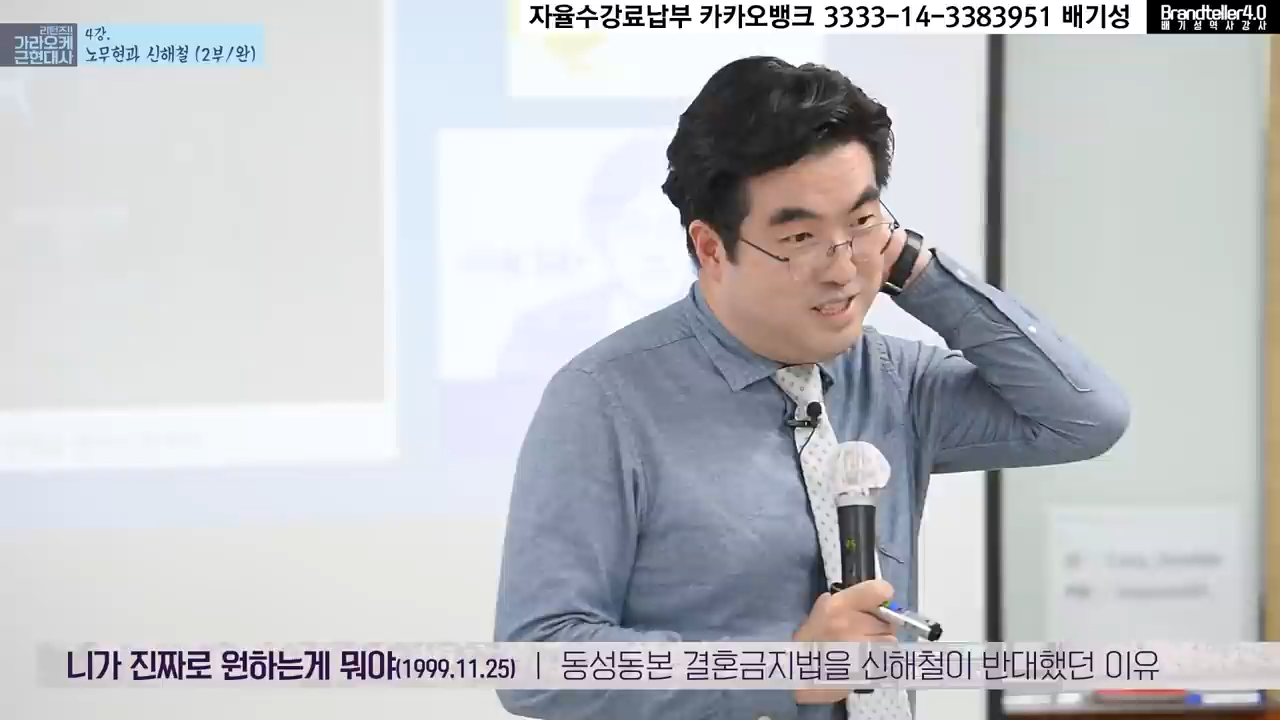 자율수강료납부 카카오뱅크 3333-14-3383951 배기성
Brandteller4.0
배기성역사강사
리턴즈!!
가라오케
근현대사
4강.
노무현과 신해철 (2부/완)
니가 진짜로 원하는게 뭐야(1999.11.25) | 동성동본 결혼금지법을 신해철이 반대했던 이유